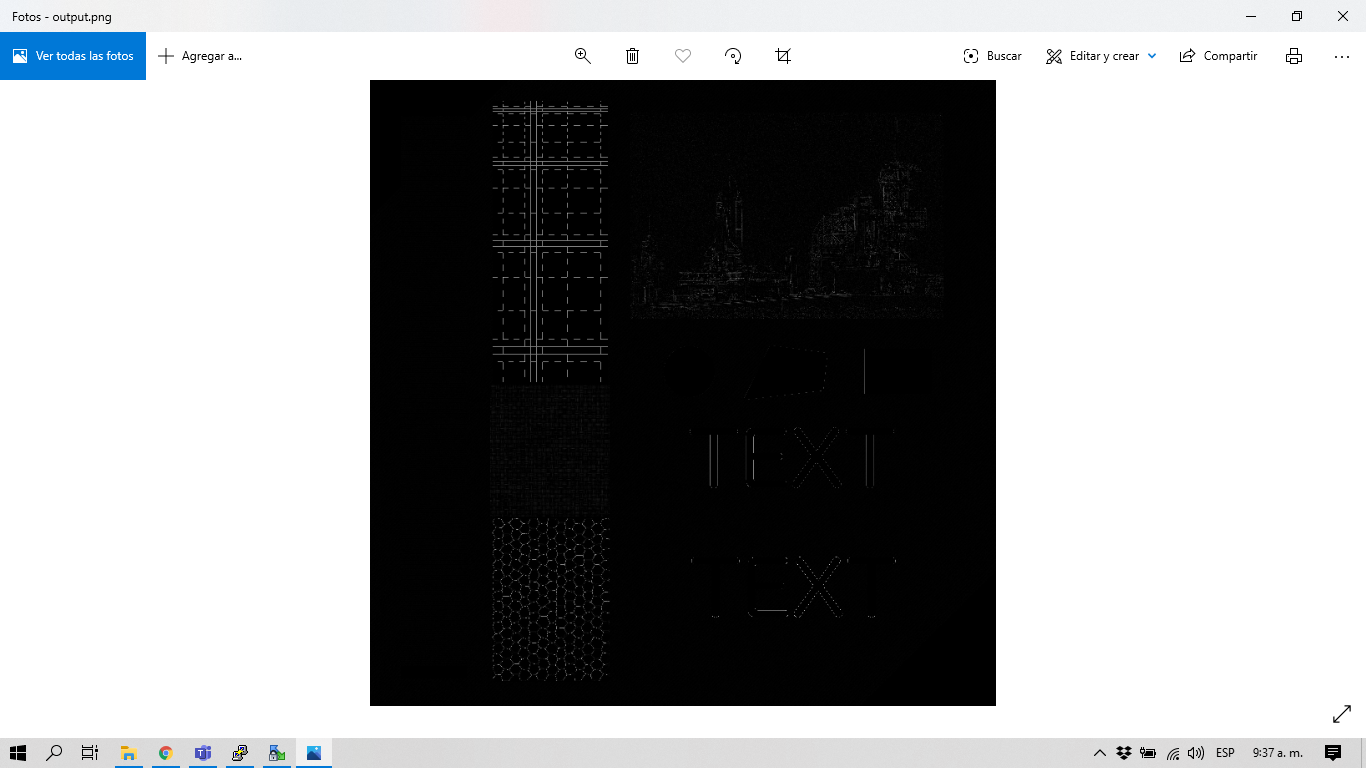 Fotos - output.png
Ver todas las fotos
Agregar a...
Buscar
Editar y crear
Compartir
TEXT
TEXT
ESP
9:37 a. m.